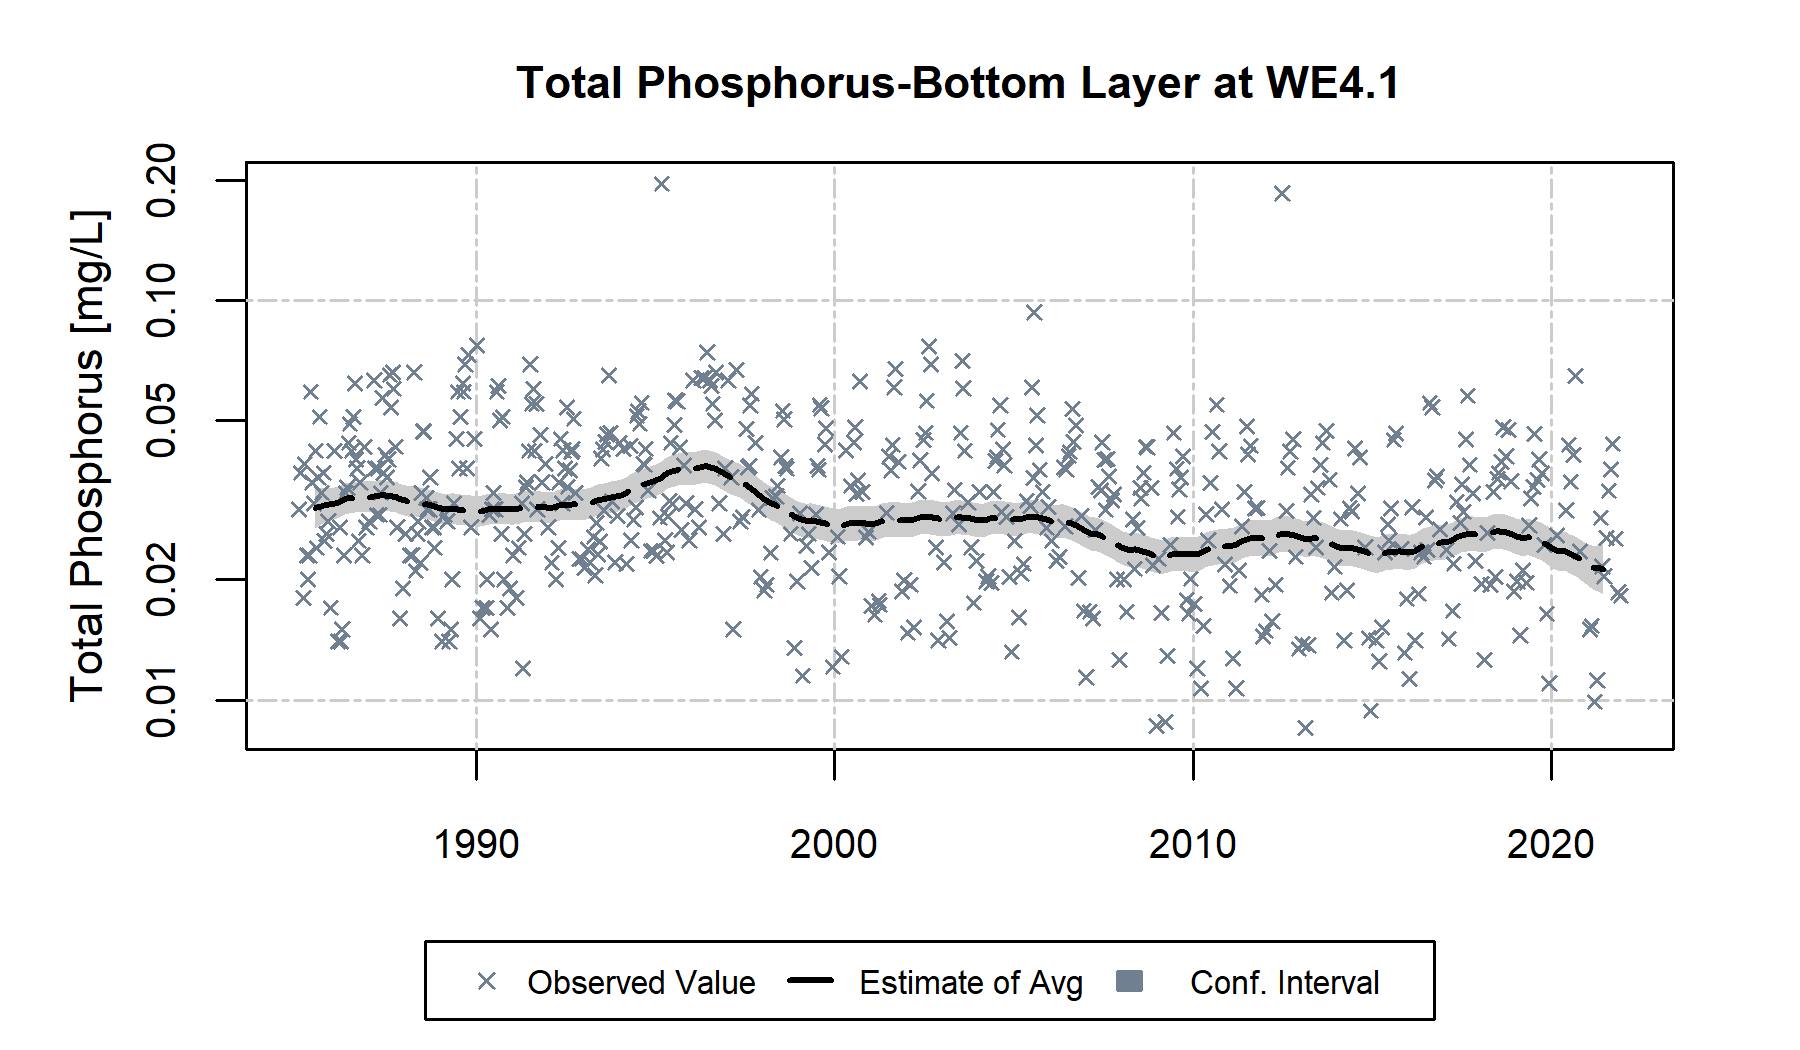 Total Phosphorus-Bottom Layer at WE4.1
Total Phosphorus [mg/L]
0.20
0.10
0.05
0.02
0.01
1990 2000 2010 2020
Observed Value Estimate of Avg Conf. Interval